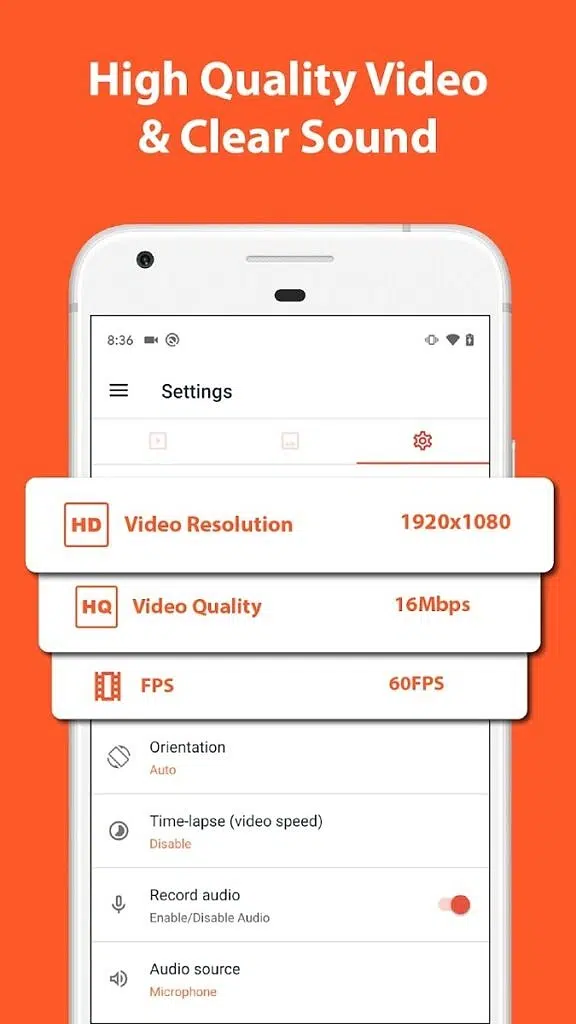 High Quality Video
& Clear Sound
8:36
Settings
HD Video Resolution 1920x1080
HQ Video Quality 16Mbps
FPS 60FPS
Orientation
Auto
Time-lapse (video speed)
Disable
Record audio
Enable/Disable Audio
Audio source
Microphone